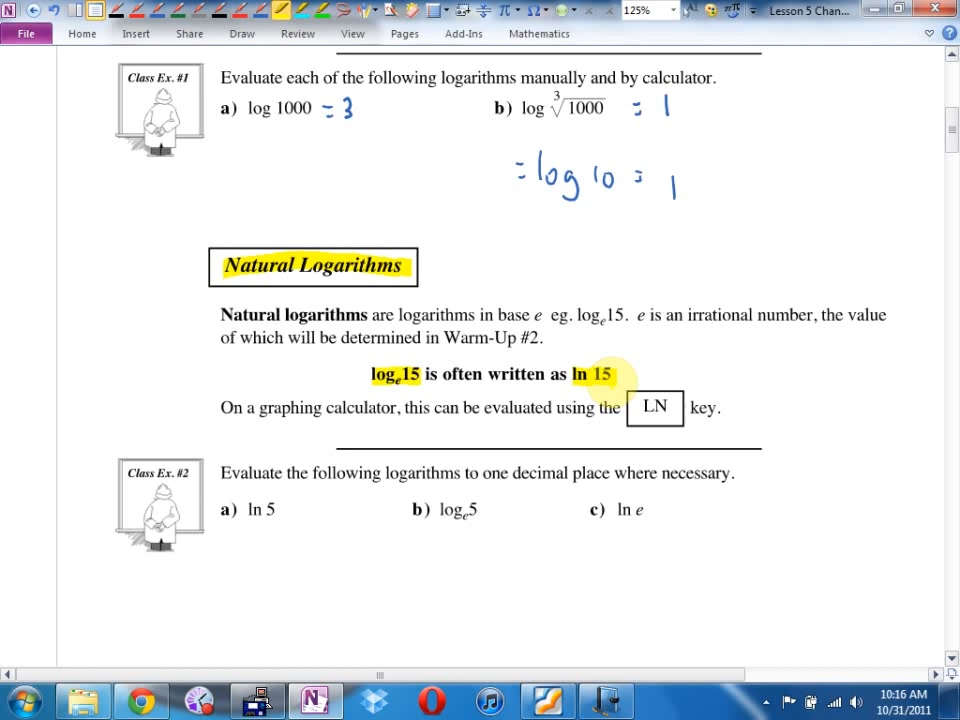 125% Lesson 5 Chan...
File Home Insert Share Draw Review View Pages Add-Ins Mathematics
Class Ex. #1
Evaluate each of the following logarithms manually and by calculator.
a) log 1000 = 3 b) log ∛1000 = 1
= log 10 = 1
Natural Logarithms
Natural logarithms are logarithms in base e eg. logₑ15. e is an irrational number, the value
of which will be determined in Warm-Up #2.
logₑ15 is often written as ln 15
On a graphing calculator, this can be evaluated using the LN key.
Class Ex. #2
Evaluate the following logarithms to one decimal place where necessary.
a) ln 5 b) logₑ5 c) ln e
10:16 AM
10/31/2011